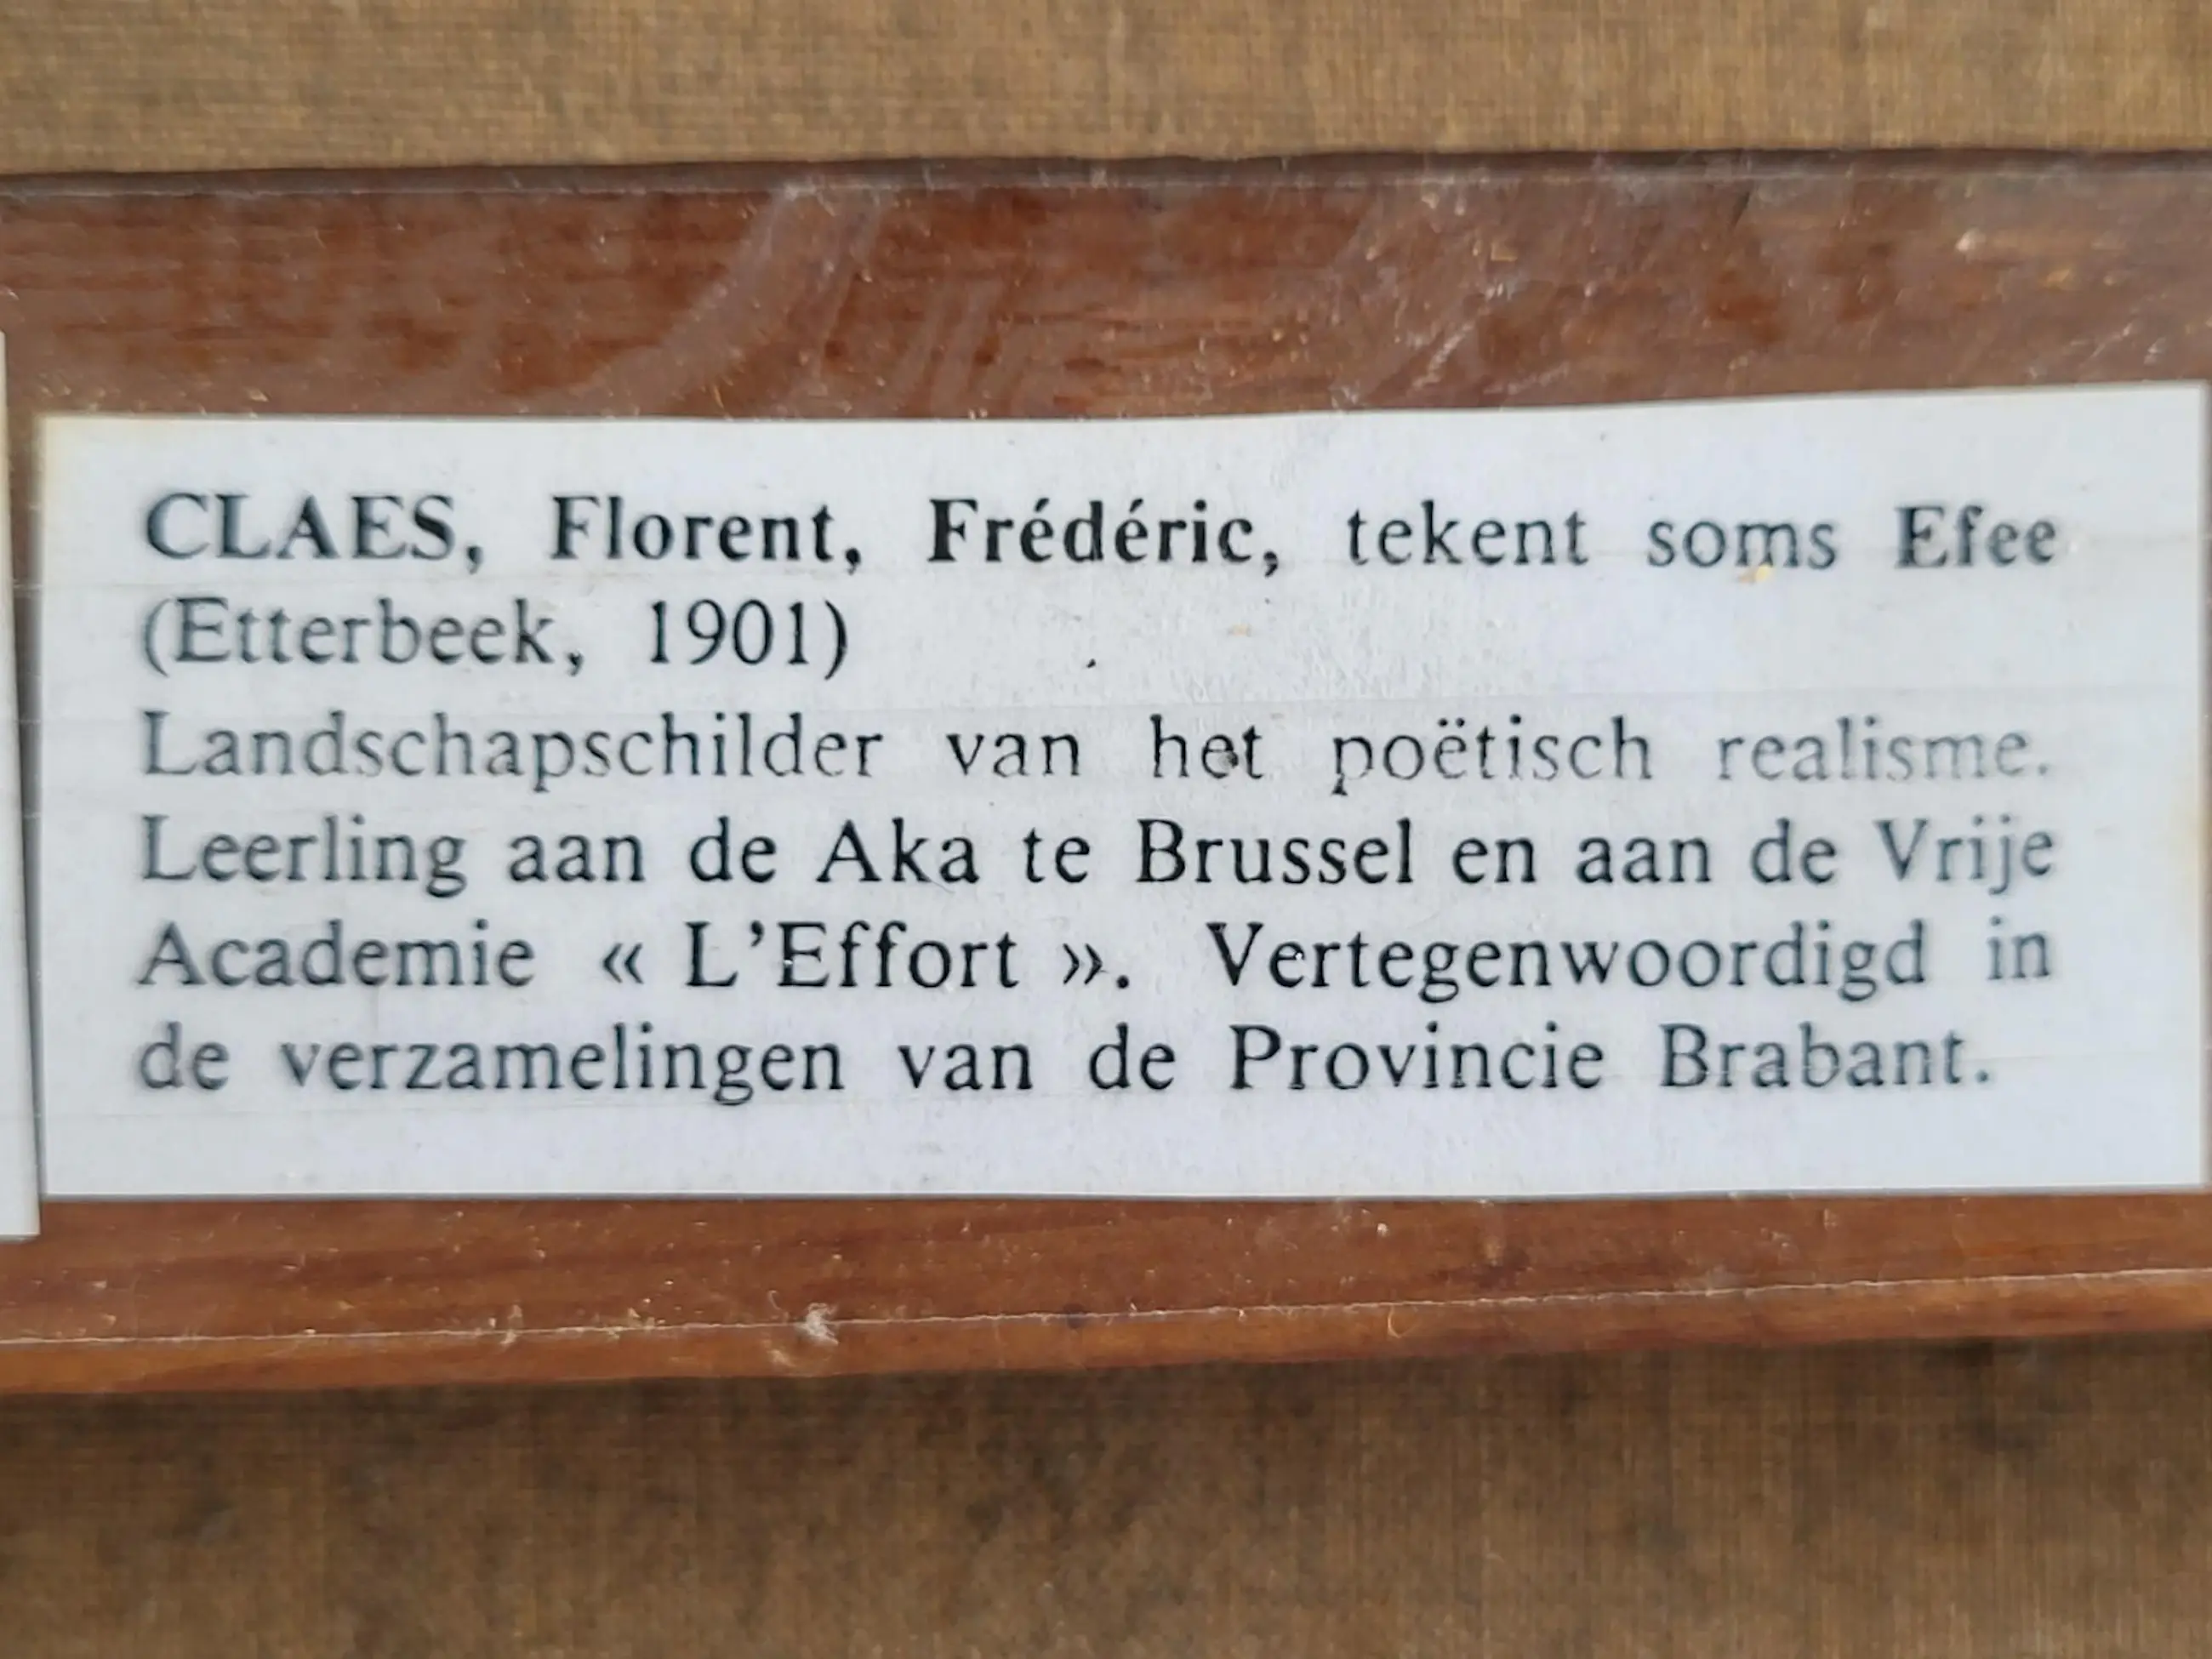 CLAES, Florent, Frédéric, tekent soms Efee
(Etterbeek, 1901)
Landschapschilder van het poëtisch realisme.
Leerling aan de Aka te Brussel en aan de Vrije
Academie « L'Effort ». Vertegenwoordigd in
de verzamelingen van de Provincie Brabant.